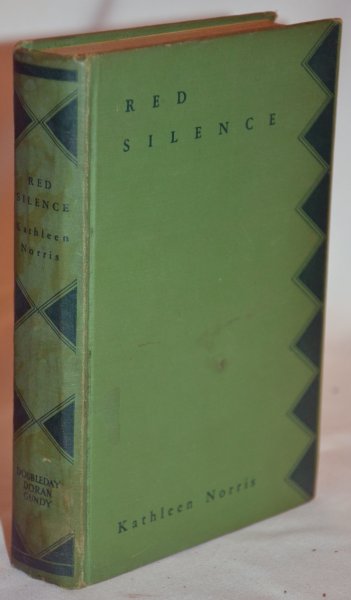 RED
SILENCE
Kathleen Norris
RED
SILENCE
Kathleen
Norris
DOUBLEDAY
DORAN
GUNDY